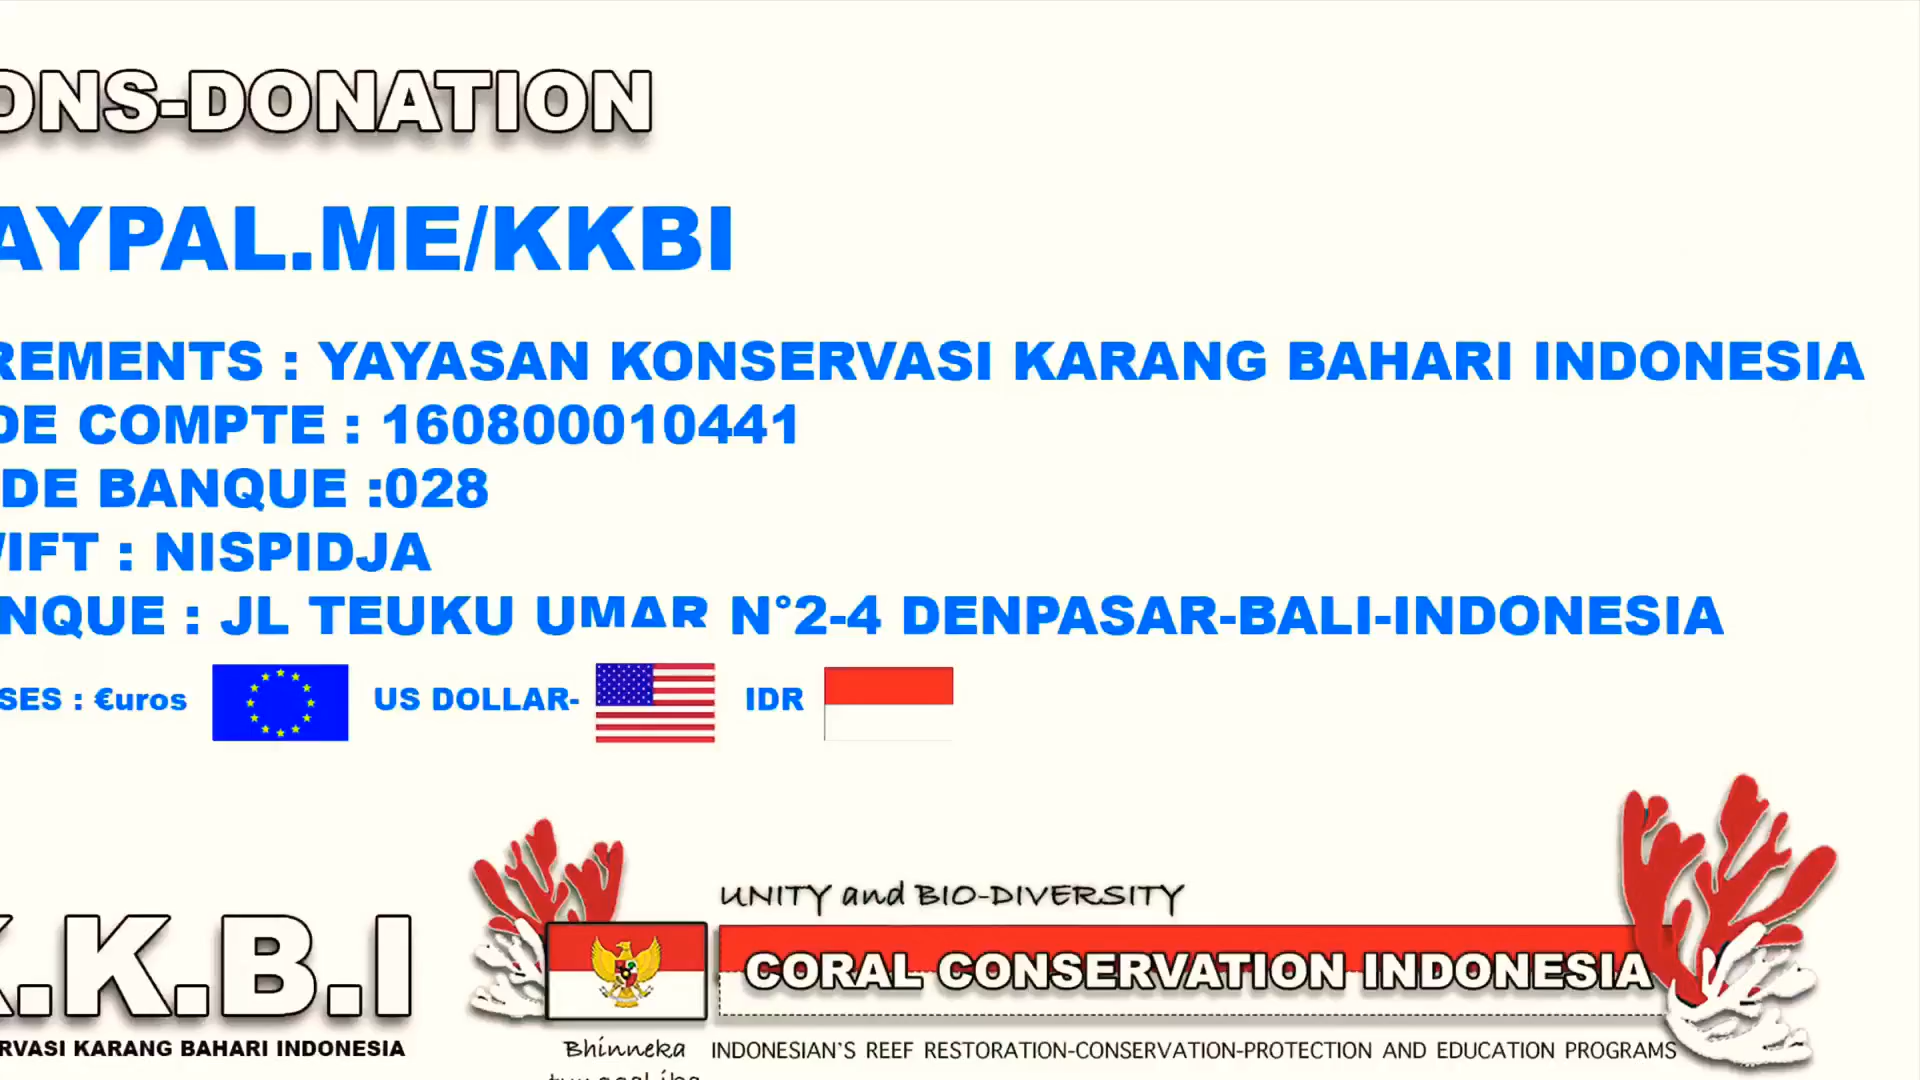 ONS-DONATION
AYPAL.ME/KKBI
REMENTS : YAYASAN KONSERVASI KARANG BAHARI INDONESIA
DE COMPTE : 160800010441
DE BANQUE :028
WIFT : NISPIDJA
NQUE : JL TEUKU UMAR N°2-4 DENPASAR-BALI-INDONESIA
SES : €uros US DOLLAR- IDR
UNITY and BIO-DIVERSITY
CORAL CONSERVATION INDONESIA
K.K.B.I
RVASI KARANG BAHARI INDONESIA
Bhinneka
INDONESIAN'S REEF RESTORATION-CONSERVATION-PROTECTION AND EDUCATION PROGRAMS